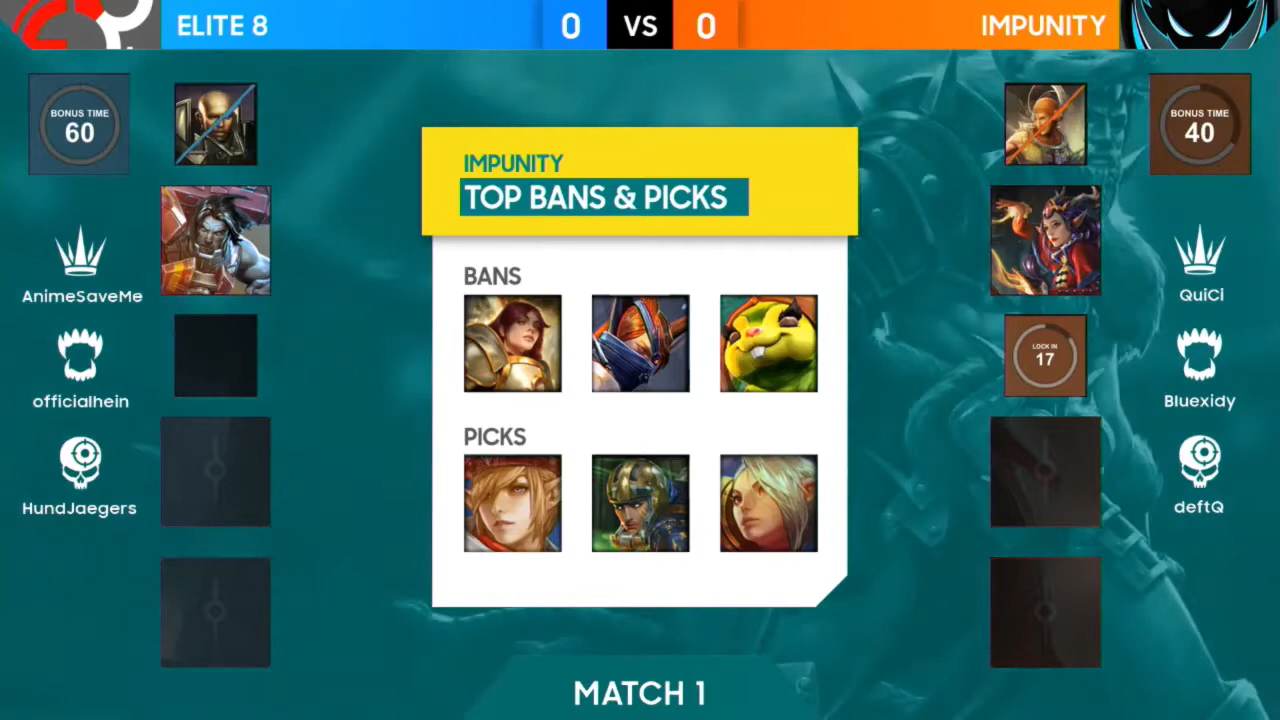 ELITE 8
0
VS
0
IMPUNITY
BONUS TIME
60
AnimeSaveMe
officialhein
HundJaegers
IMPUNITY
TOP BANS & PICKS
BANS
PICKS
BONUS TIME
40
QuiCi
LOCK IN
17
Bluexidy
deftQ
MATCH 1